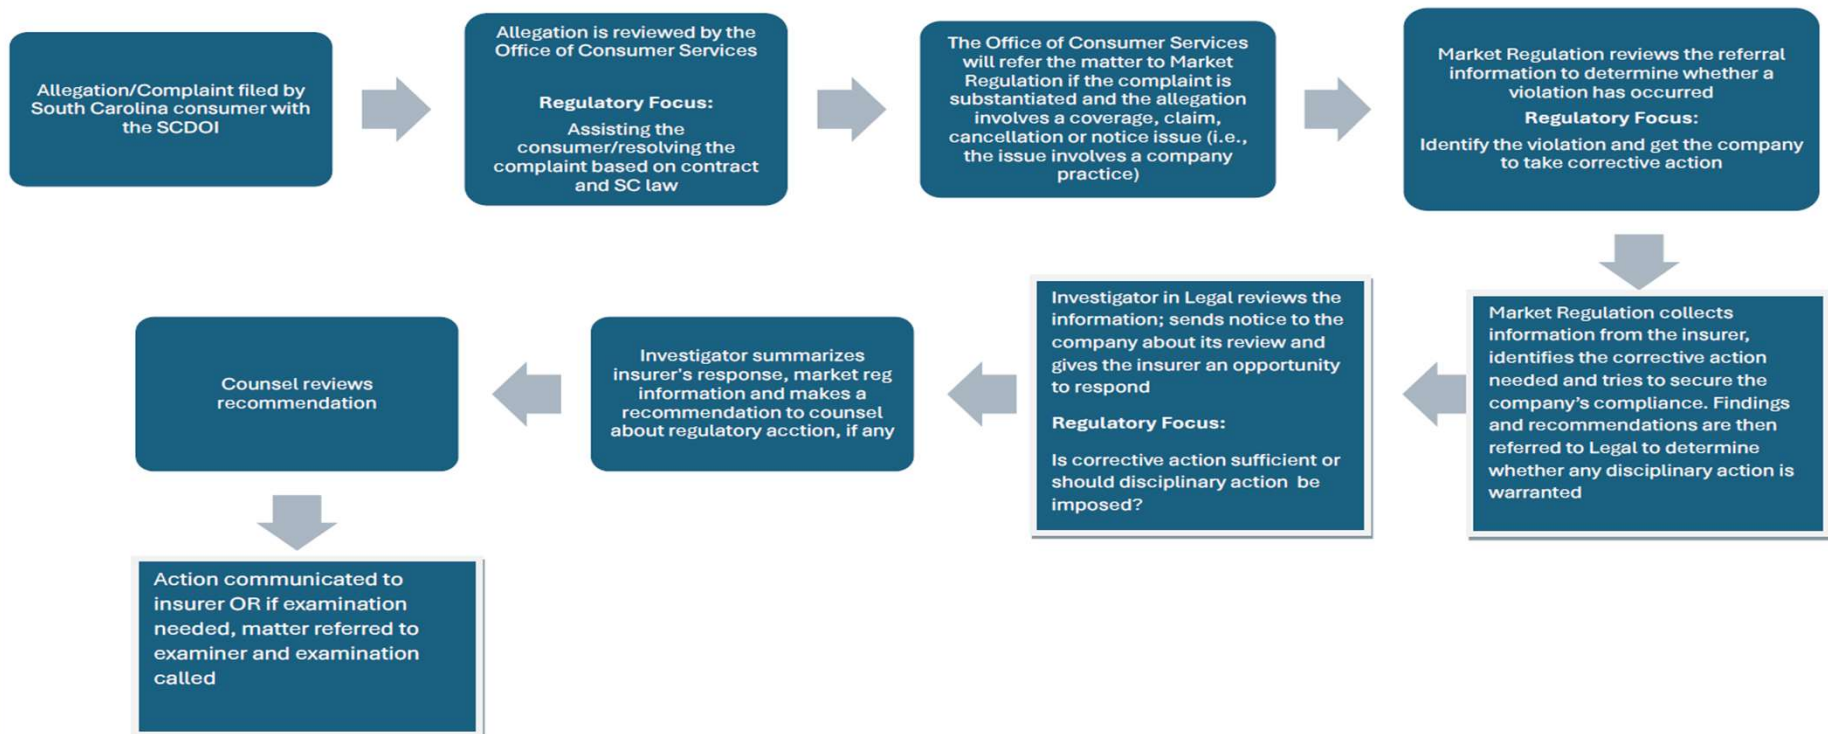 Allegation/Complaint filed by
South Carolina consumer with
the SCDOI
Allegation is reviewed by the
Office of Consumer Services
Regulatory Focus:
Assisting the
consumer/resolving the
complaint based on contract
and SC law
The Office of Consumer Services
will refer the matter to Market
Regulation if the complaint is
substantiated and the allegation
involves a coverage, claim,
cancellation or notice issue (i.e.,
the issue involves a company
practice)
Market Regulation reviews the referral
information to determine whether a
violation has occurred
Regulatory Focus:
Identify the violation and get the company
to take corrective action
Market Regulation collects
information from the insurer,
identifies the corrective action
needed and tries to secure the
company’s compliance. Findings
and recommendations are then
referred to Legal to determine
whether any disciplinary action is
warranted
Investigator in Legal reviews the
information; sends notice to the
company about its review and
gives the insurer an opportunity
to respond
Regulatory Focus:
Is corrective action sufficient or
should disciplinary action be
imposed?
Investigator summarizes
insurer's response, market reg
information and makes a
recommendation to counsel
about regulatory acction, if any
Counsel reviews
recommendation
Action communicated to
insurer OR if examination
needed, matter referred to
examiner and examination
called